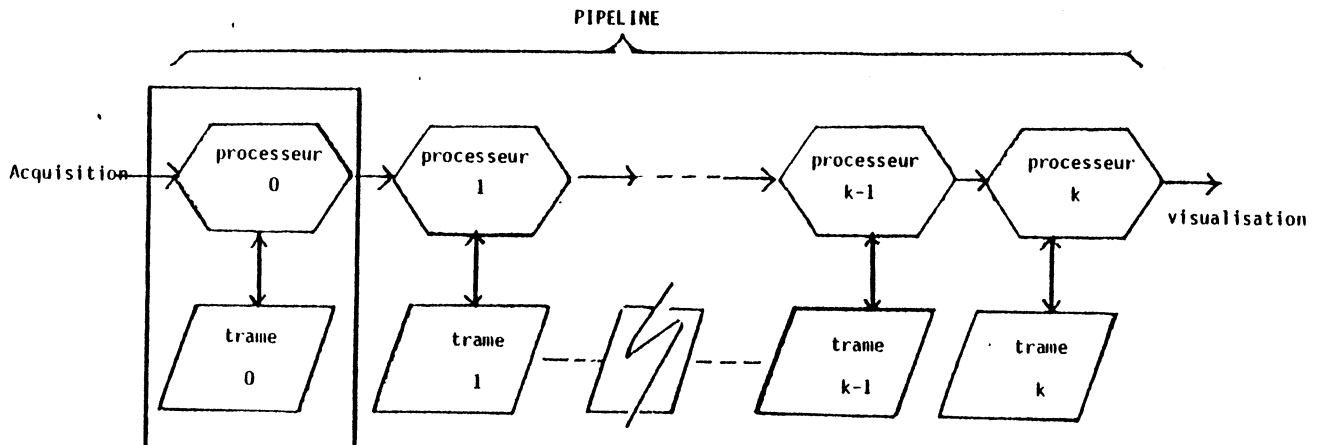 PIPELINE
Acquisition
processeur
0
processeur
1
processeur
k-1
processeur
k
visualisation
trame
0
trame
1
trame
k-1
trame
k